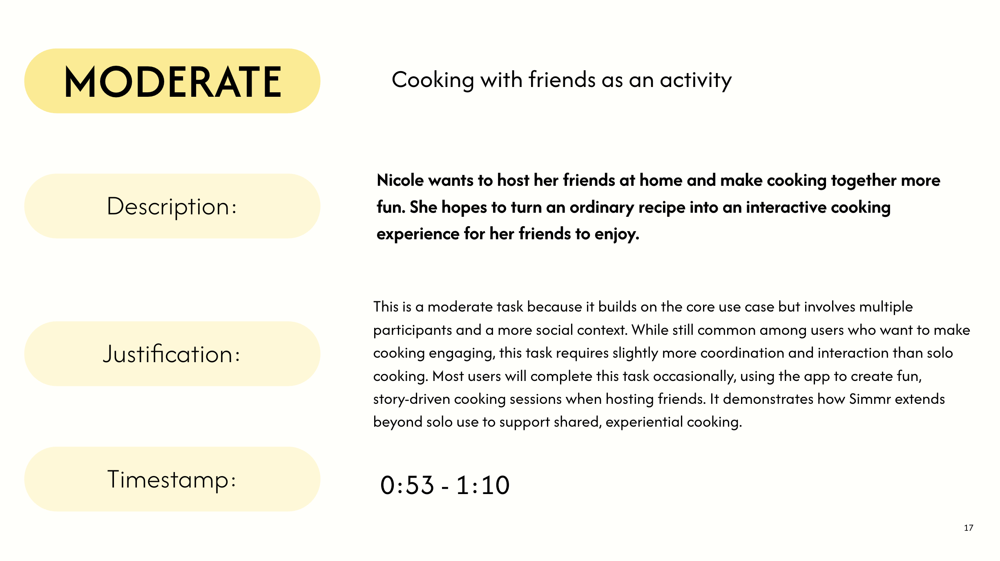 MODERATE
Cooking with friends as an activity
Description:
Nicole wants to host her friends at home and make cooking together more
fun. She hopes to turn an ordinary recipe into an interactive cooking
experience for her friends to enjoy.
Justification:
This is a moderate task because it builds on the core use case but involves multiple
participants and a more social context. While still common among users who want to make
cooking engaging, this task requires slightly more coordination and interaction than solo
cooking. Most users will complete this task occasionally, using the app to create fun,
story-driven cooking sessions when hosting friends. It demonstrates how Simmr extends
beyond solo use to support shared, experiential cooking.
Timestamp:
0:53 - 1:10
17